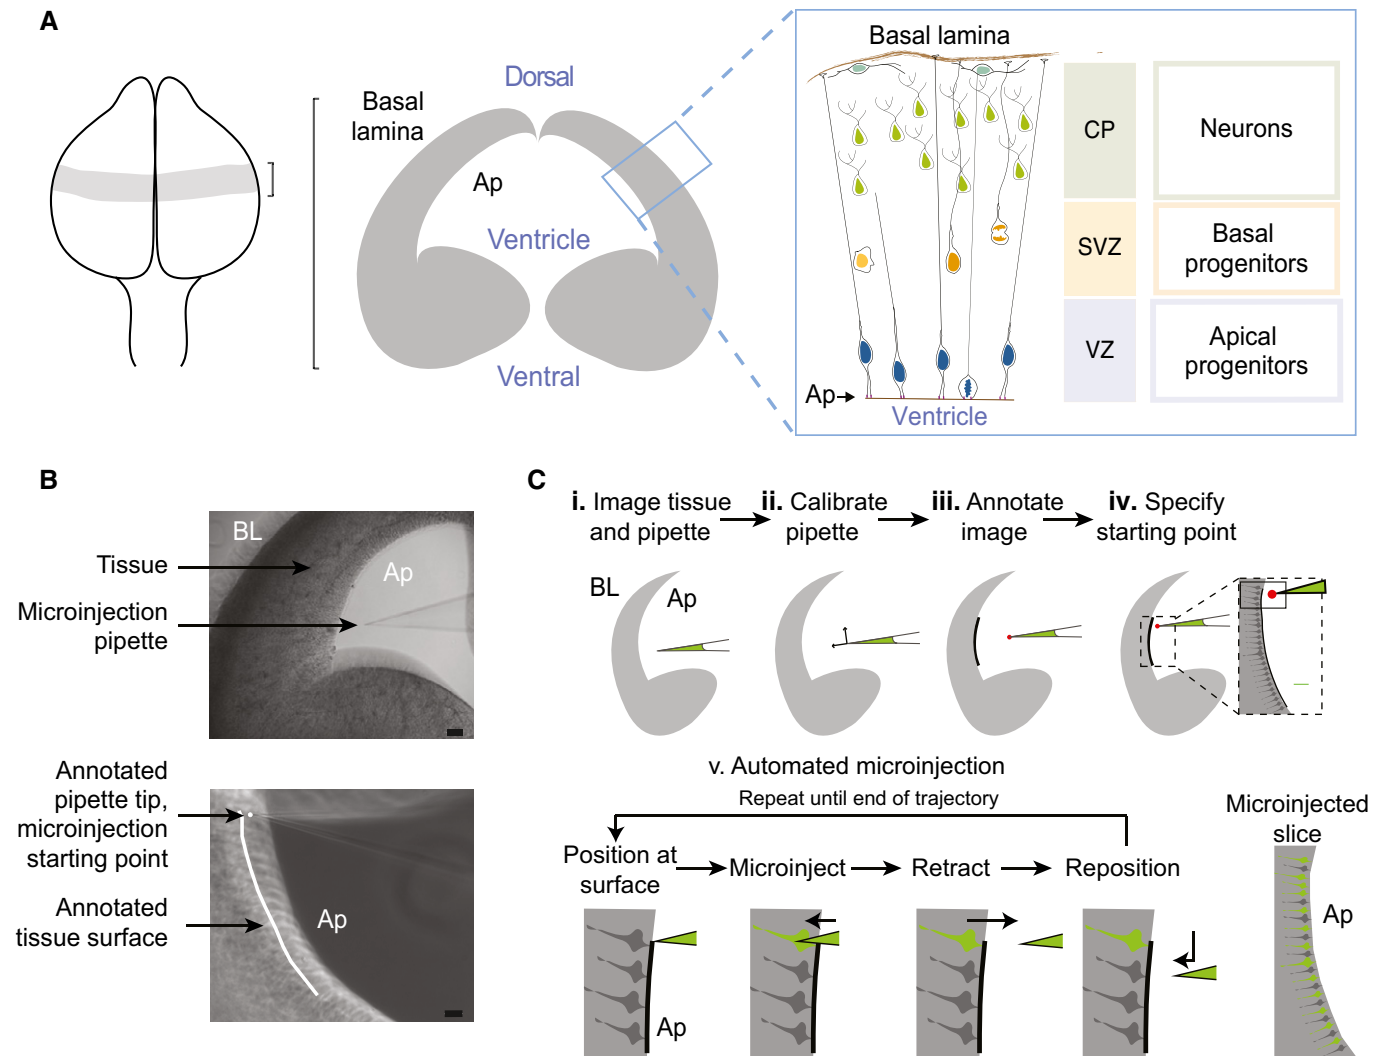 A
Dorsal
Basal
lamina
Ap
Ventricle
Ventral
Basal lamina
CP
Neurons
SVZ
Basal
progenitors
VZ
Apical
progenitors
Ap
Ventricle
B
BL
Tissue
Ap
Microinjection
pipette
Annotated
pipette tip,
microinjection
starting point
Annotated
tissue surface
Ap
C
i. Image tissue
and pipette
ii. Calibrate
pipette
iii. Annotate
image
iv. Specify
starting point
BL
Ap
v. Automated microinjection
Repeat until end of trajectory
Position at
surface
Microinject
Retract
Reposition
Ap
Microinjected
slice
Ap